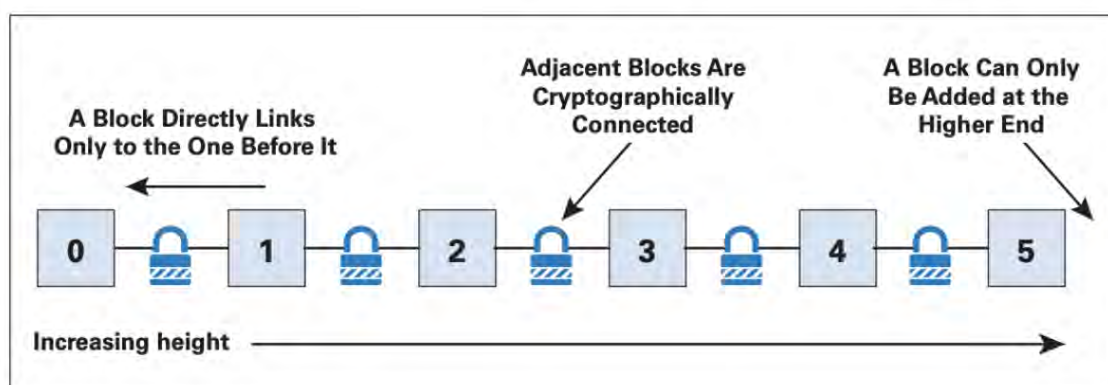 A Block Directly Links
Only to the One Before It
Adjacent Blocks Are
Cryptographically
Connected
A Block Can Only
Be Added at the
Higher End
0 1 2 3 4 5
Increasing height